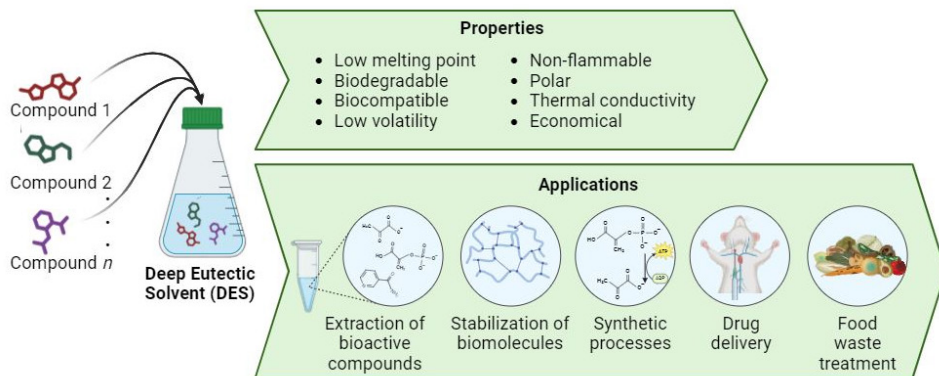 Compound 1
Compound 2
Compound n
Deep Eutectic
Solvent (DES)
Properties
• Low melting point
• Biodegradable
• Biocompatible
• Low volatility
• Non-flammable
• Polar
• Thermal conductivity
• Economical
Applications
Extraction of
bioactive
compounds
Stabilization of
biomolecules
Synthetic
processes
Drug
delivery
Food
waste
treatment